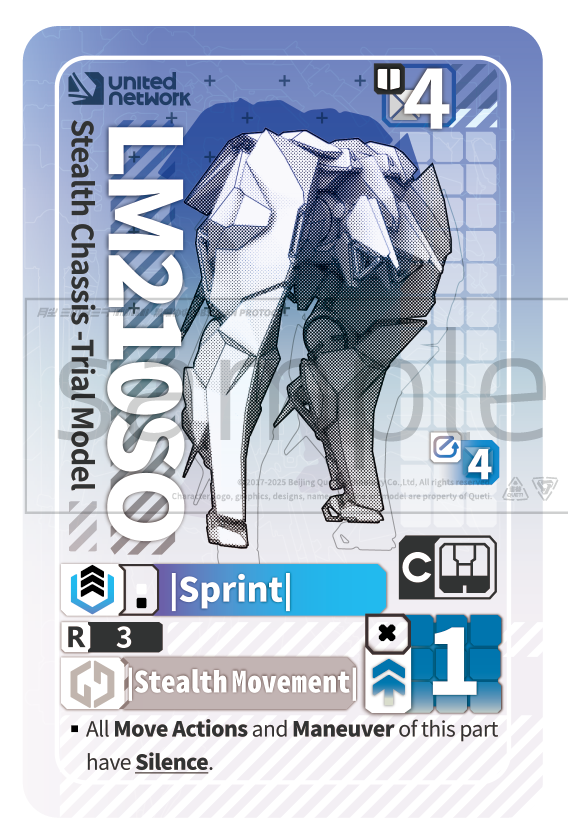 UNITED
NETWORK
4
Stealth Chassis -Trial Model
LM210SO
sample
4
C
|Sprint|
R 3
1
|Stealth Movement|
▪ All Move Actions and Maneuver of this part
have Silence.